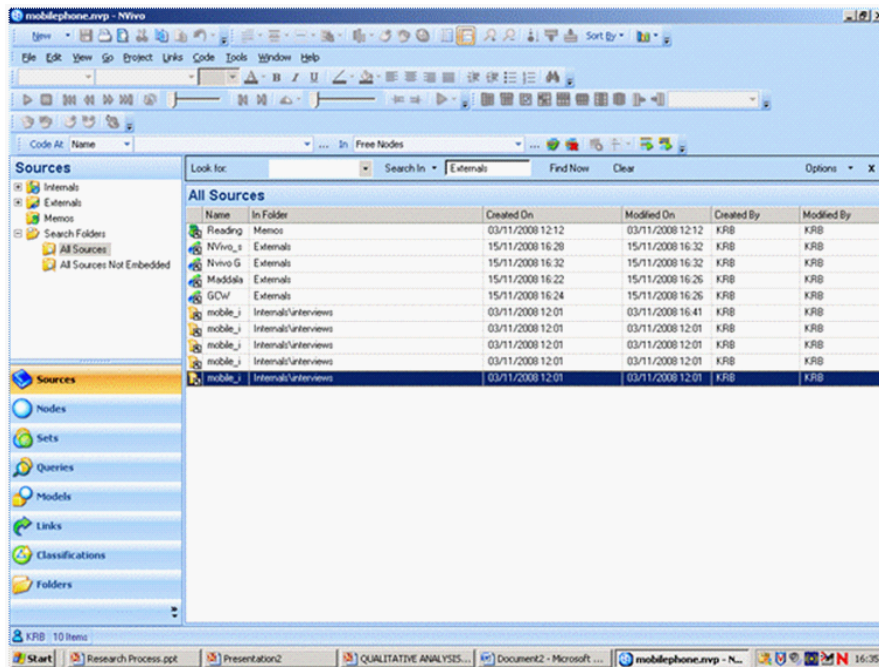 mobilephone.nvp - NVivo
New Sort By
File Edit View Go Project Links Code Tools Window Help
A B I U
Code At Name ... In Free Nodes ...
Sources
Look for: Search In Externals Find Now Clear Options x
Internals
Externals
Memos
Search Folders
All Sources
All Sources Not Embedded
All Sources
Name In Folder Created On Modified On Created By Modified By
Reading Memos 03/11/2008 12:12 03/11/2008 12:12 KRB KRB
NVivo_s Externals 15/11/2008 16:28 15/11/2008 16:32 KRB KRB
Nvivo G Externals 15/11/2008 16:32 15/11/2008 16:32 KRB KRB
Maddala Externals 15/11/2008 16:22 15/11/2008 16:26 KRB KRB
GCW Externals 15/11/2008 16:24 15/11/2008 16:26 KRB KRB
mobile_i Internals\interviews 03/11/2008 12:01 03/11/2008 16:41 KRB KRB
mobile_i Internals\interviews 03/11/2008 12:01 03/11/2008 12:01 KRB KRB
mobile_i Internals\interviews 03/11/2008 12:01 03/11/2008 12:01 KRB KRB
mobile_i Internals\interviews 03/11/2008 12:01 03/11/2008 12:01 KRB KRB
mobile_i Internals\interviews 03/11/2008 12:01 03/11/2008 12:01 KRB KRB
Sources
Nodes
Sets
Queries
Models
Links
Classifications
Folders
KRB 10 Items
Start Research Process.ppt Presentation2 QUALITATIVE ANALYSIS... Document2 - Microsoft ... mobilephone.nvp - N... 16:35